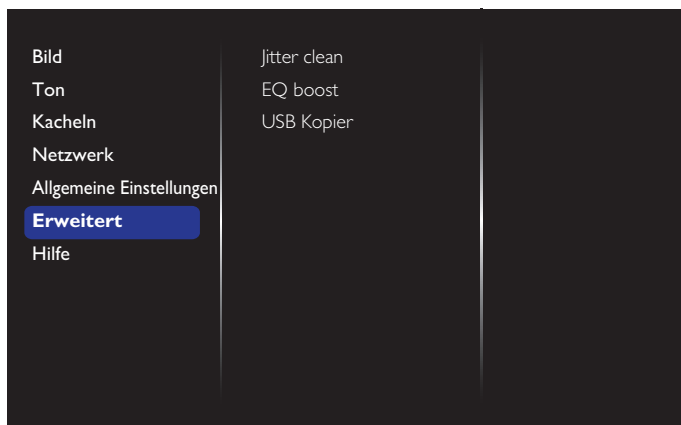 Bild
Ton
Kacheln
Netzwerk
Allgemeine Einstellungen
Erweitert
Hilfe
Jitter clean
EQ boost
USB Kopier